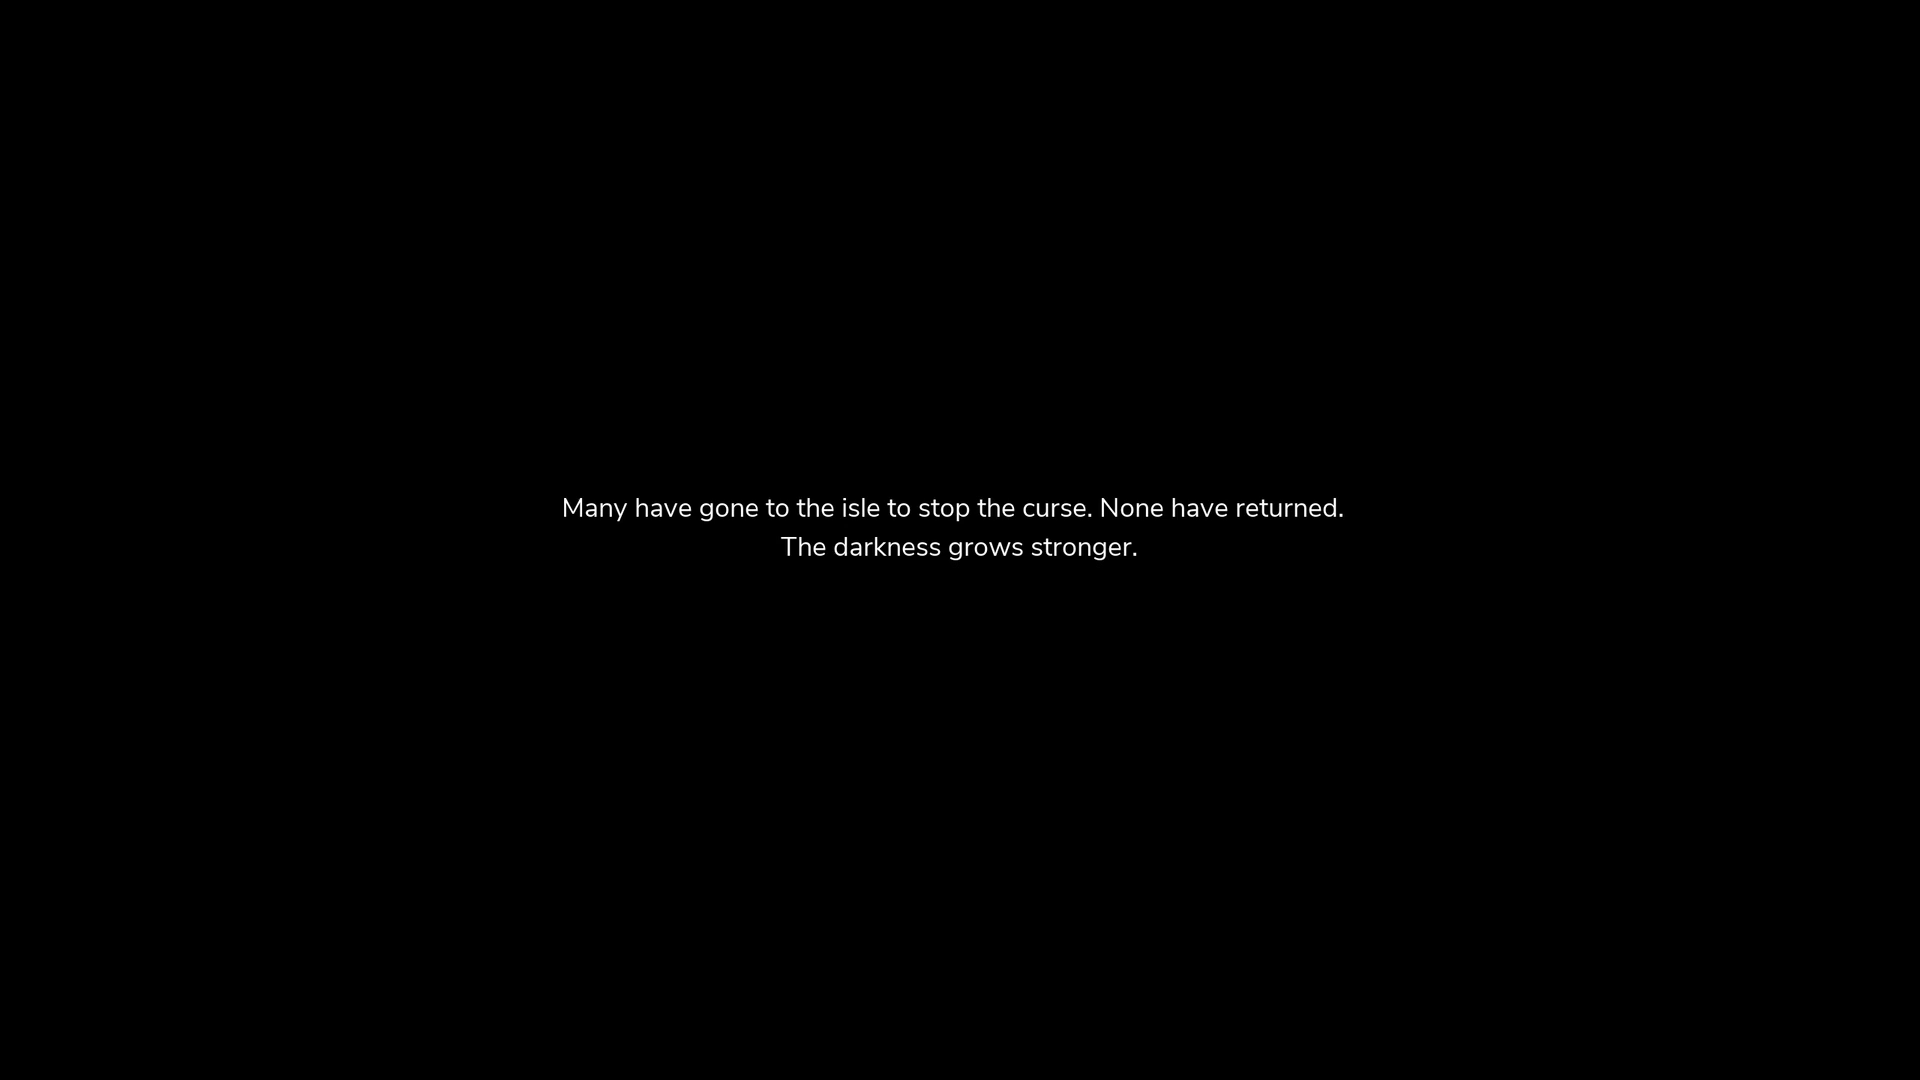 Many have gone to the isle to stop the curse. None have returned.
The darkness grows stronger.